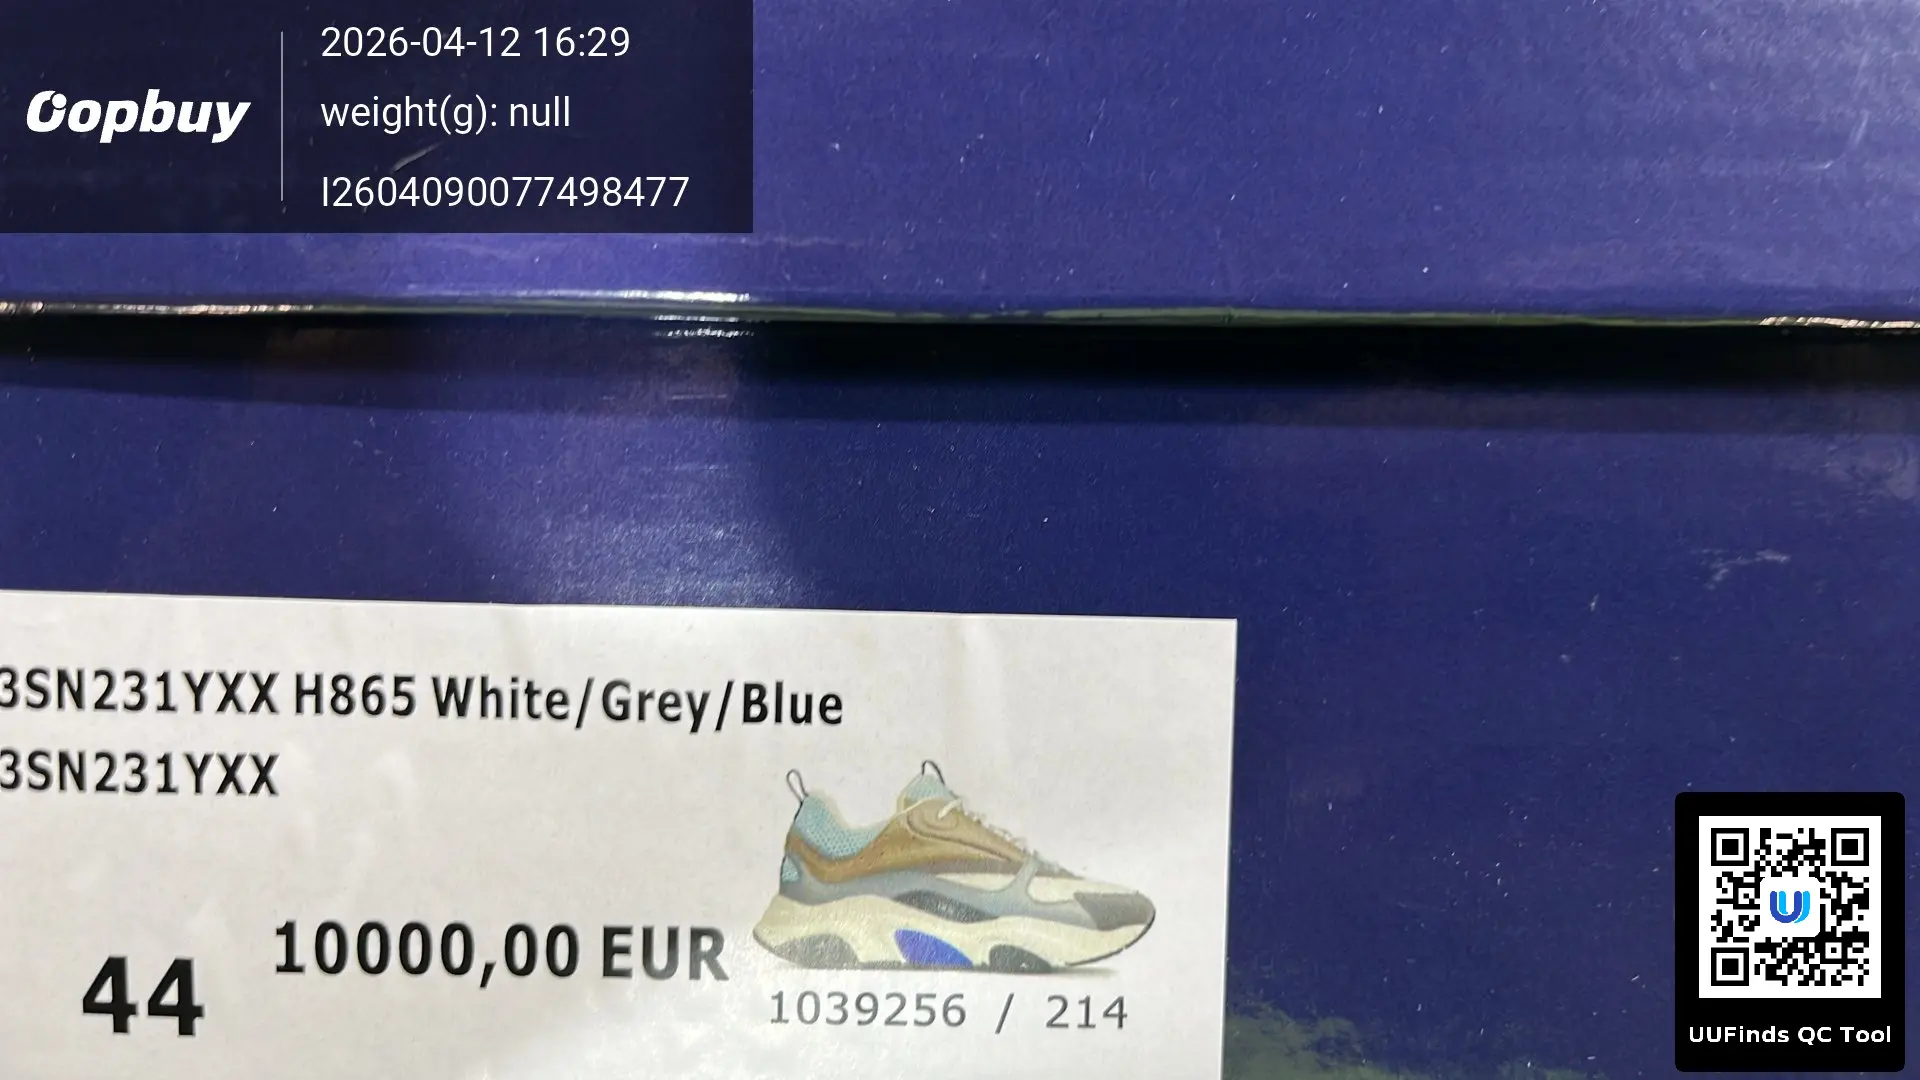 Oopbuy
2026-04-12 16:29
weight(g): null
I2604090077498477
3SN231YXX H865 White/Grey/Blue
3SN231YXX
44
10000,00 EUR
1039256 / 214
UUFinds QC Tool